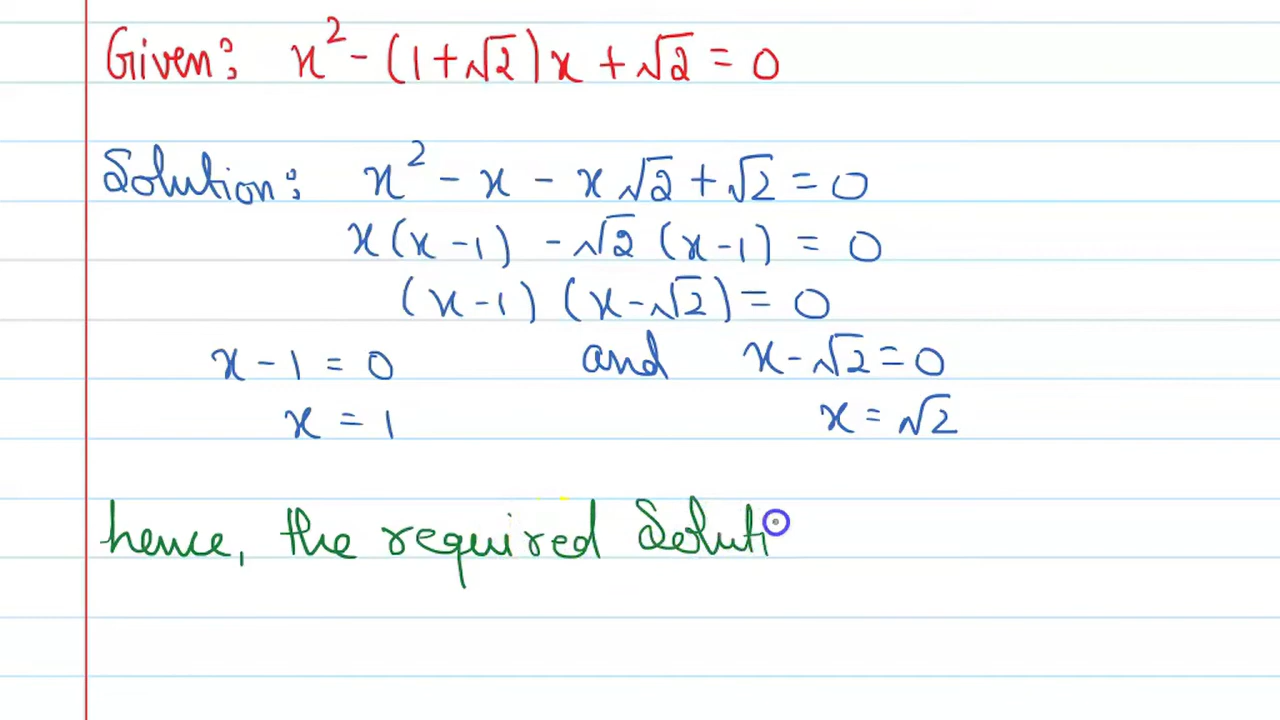 Given: x² - (1+√2)x + √2 = 0
Solution: x² - x - x√2 + √2 = 0
x(x-1) - √2 (x-1) = 0
(x-1) (x-√2) = 0
x - 1 = 0 and x - √2 = 0
x = 1 x = √2
hence, the required Soluti